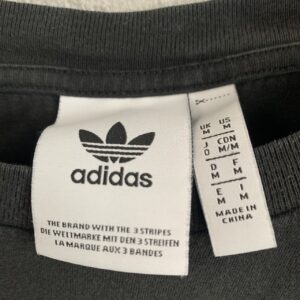 adidas
THE BRAND WITH THE 3 STRIPES
DIE WELTMARKE MIT DEN 3 STREIFEN
LA MARQUE AUX 3 BANDES
UK US
M M
J CDN
O M/M
D F
M M
E I
M M
MADE IN
CHINA